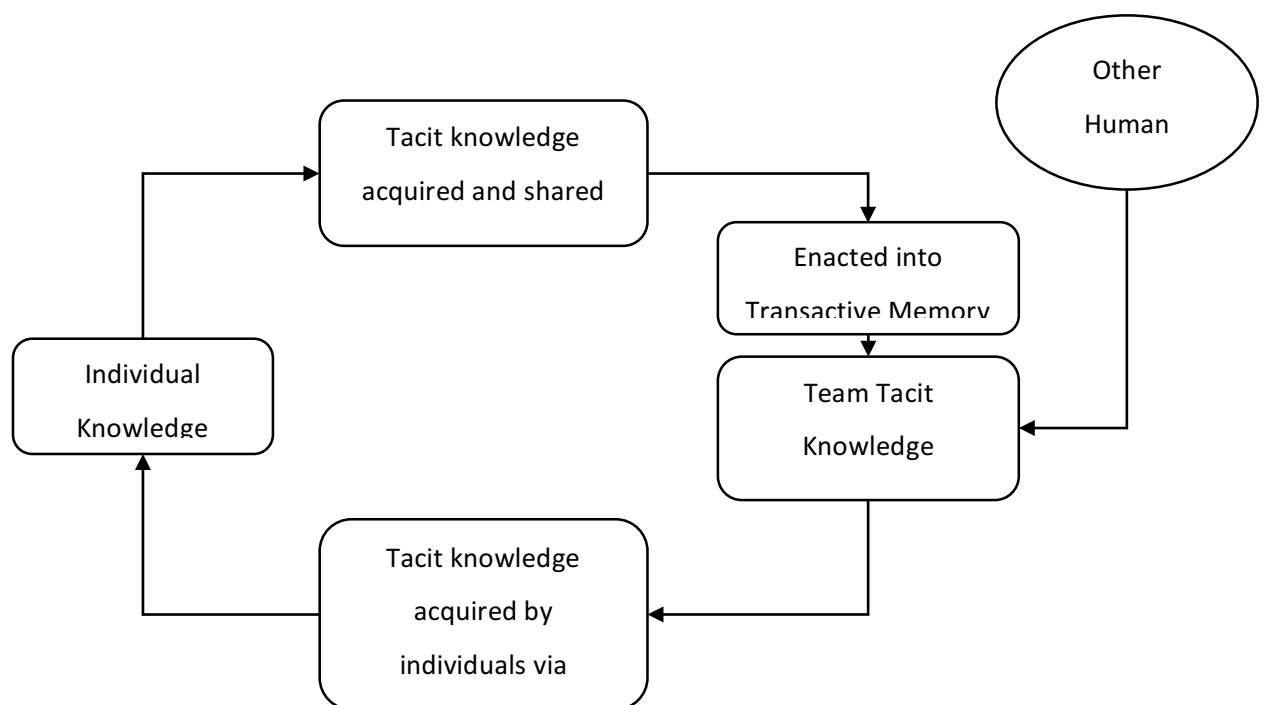 Other
Human
Tacit knowledge
acquired and shared
Enacted into
Transactive Memory
Individual
Knowledge
Team Tacit
Knowledge
Tacit knowledge
acquired by
individuals via